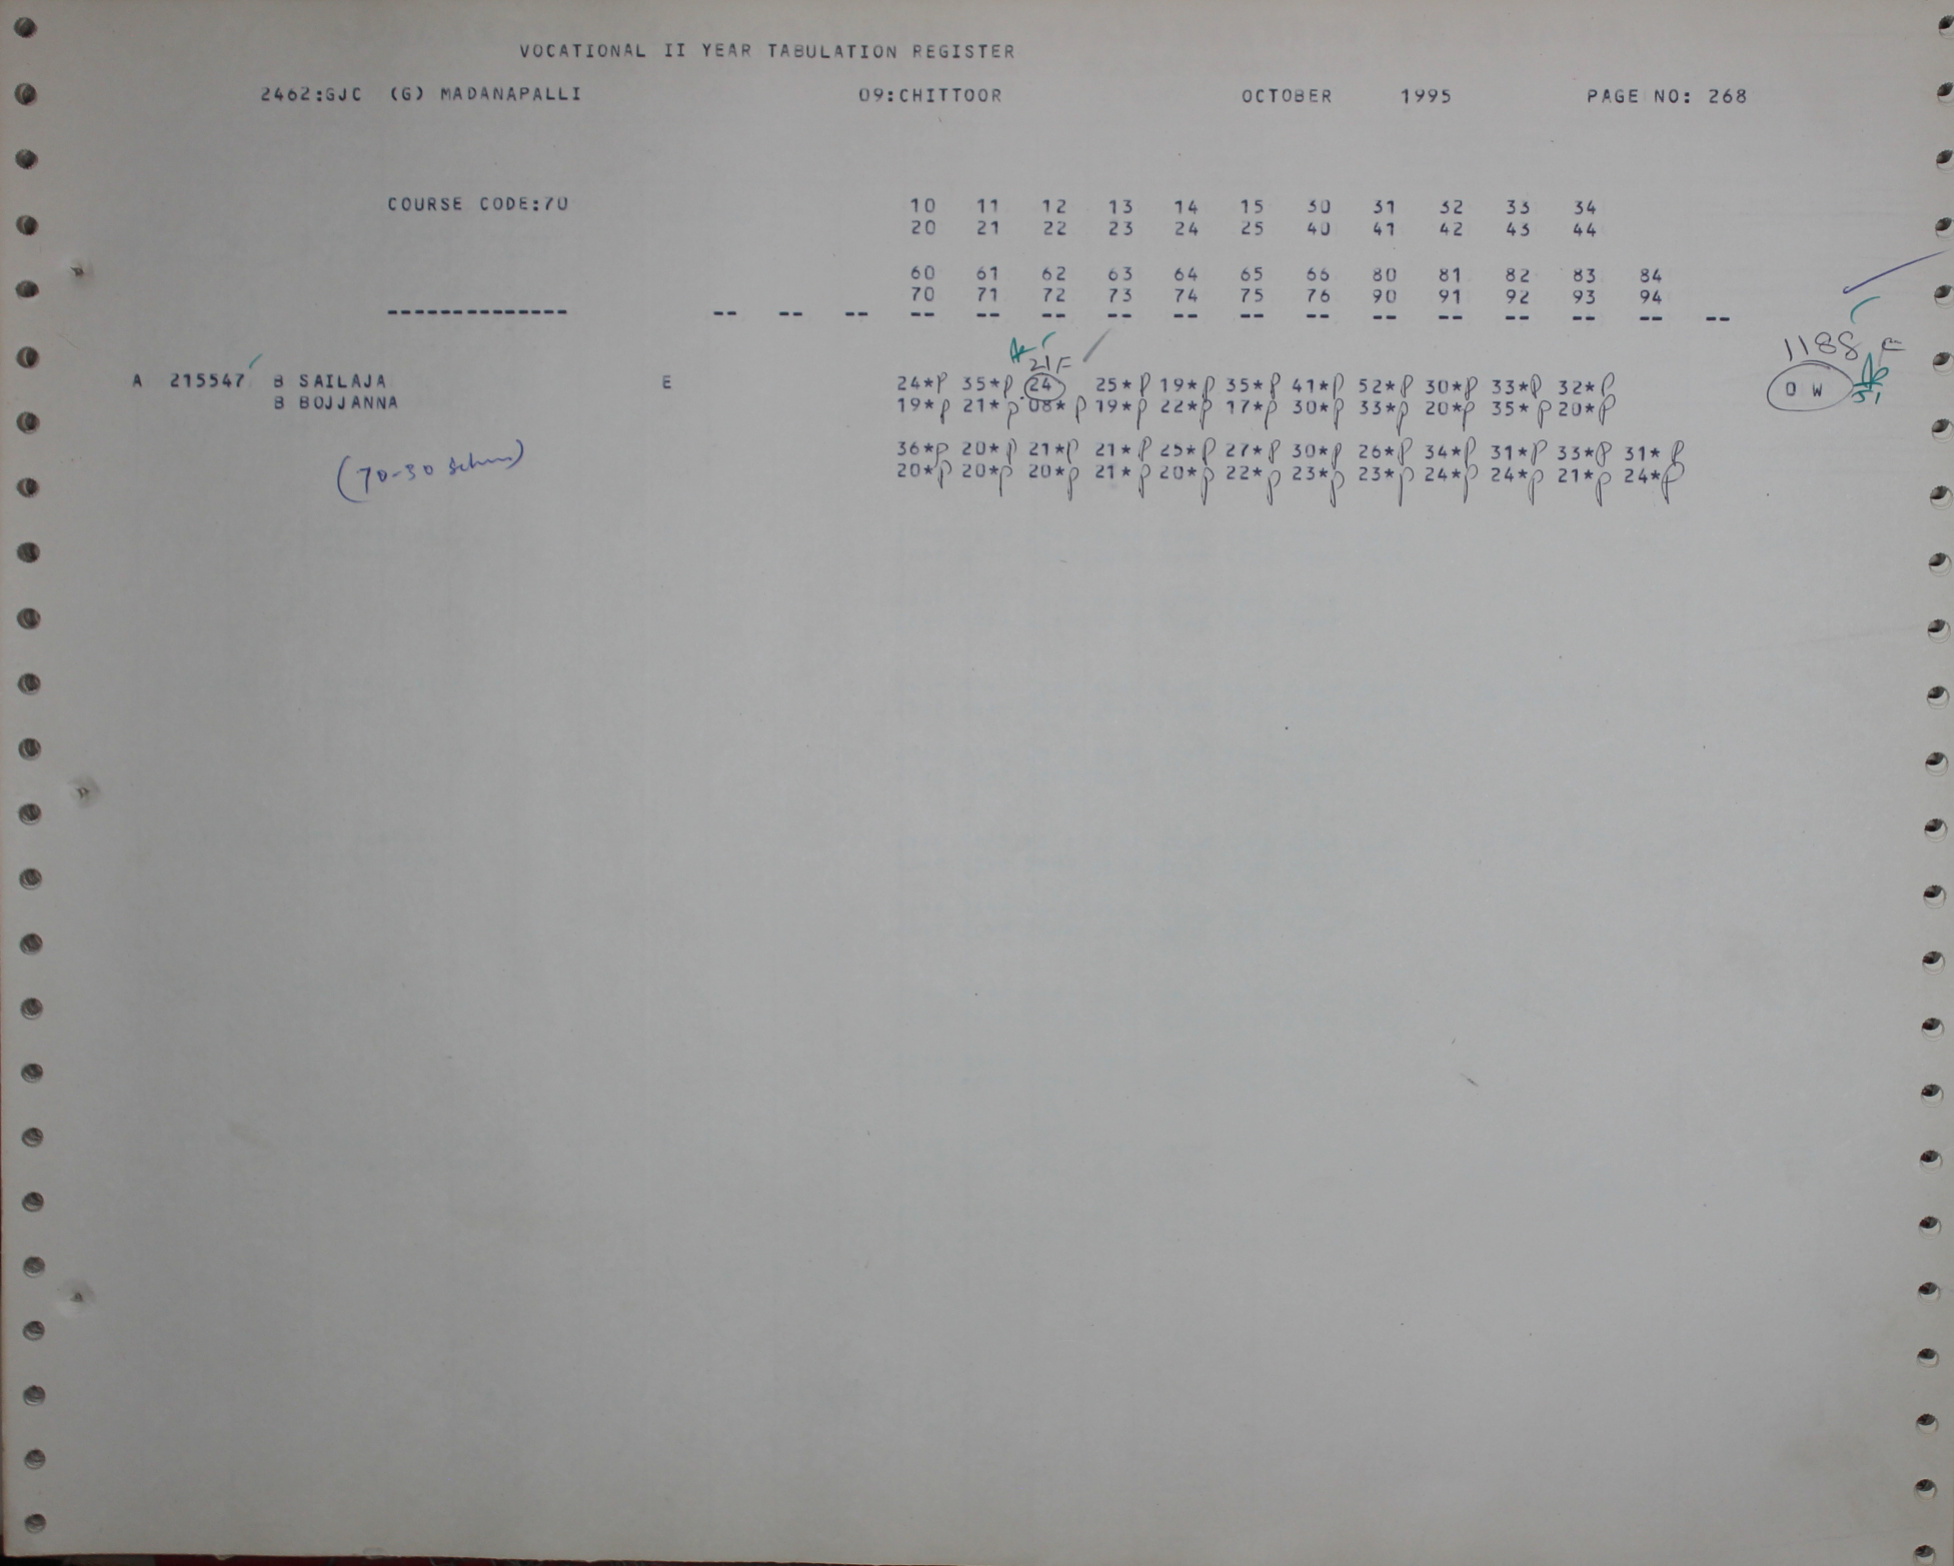 VOCATIONAL II YEAR TABULATION REGISTER
2462:GJC (G) MADANAPALLI 09:CHITTOOR OCTOBER 1995 PAGE NO: 268
COURSE CODE:70 10 11 12 13 14 15 30 31 32 33 34
20 21 22 23 24 25 40 41 42 43 44
60 61 62 63 64 65 66 80 81 82 83 84
70 71 72 73 74 75 76 90 91 92 93 94
-------------- -- -- -- -- -- -- -- -- -- -- -- -- -- -- -- --
21F 1188 F
A 215547 B SAILAJA E 24*P 35*P 24 25*P 19*P 35*P 41*P 52*P 30*P 33*P 32*P 0 W
B BOJJANNA 19*P 21*P 08*P 19*P 22*P 17*P 30*P 33*P 20*P 35*P 20*P
36*P 20*P 21*P 21*P 25*P 27*P 30*P 26*P 34*P 31*P 33*P 31*P
(70-30 20*P 20*P 20*P 21*P 20*P 22*P 23*P 23*P 24*P 24*P 21*P 24*P